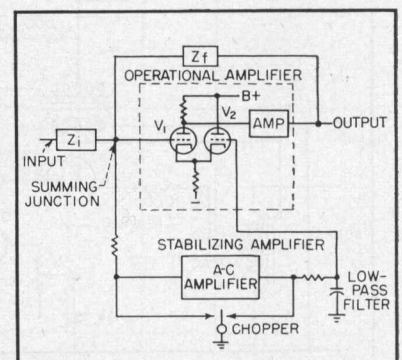 Zf
OPERATIONAL AMPLIFIER
B+
V1
V2
AMP
OUTPUT
Zi
INPUT
SUMMING
JUNCTION
STABILIZING AMPLIFIER
A-C
AMPLIFIER
LOW-
PASS
FILTER
CHOPPER